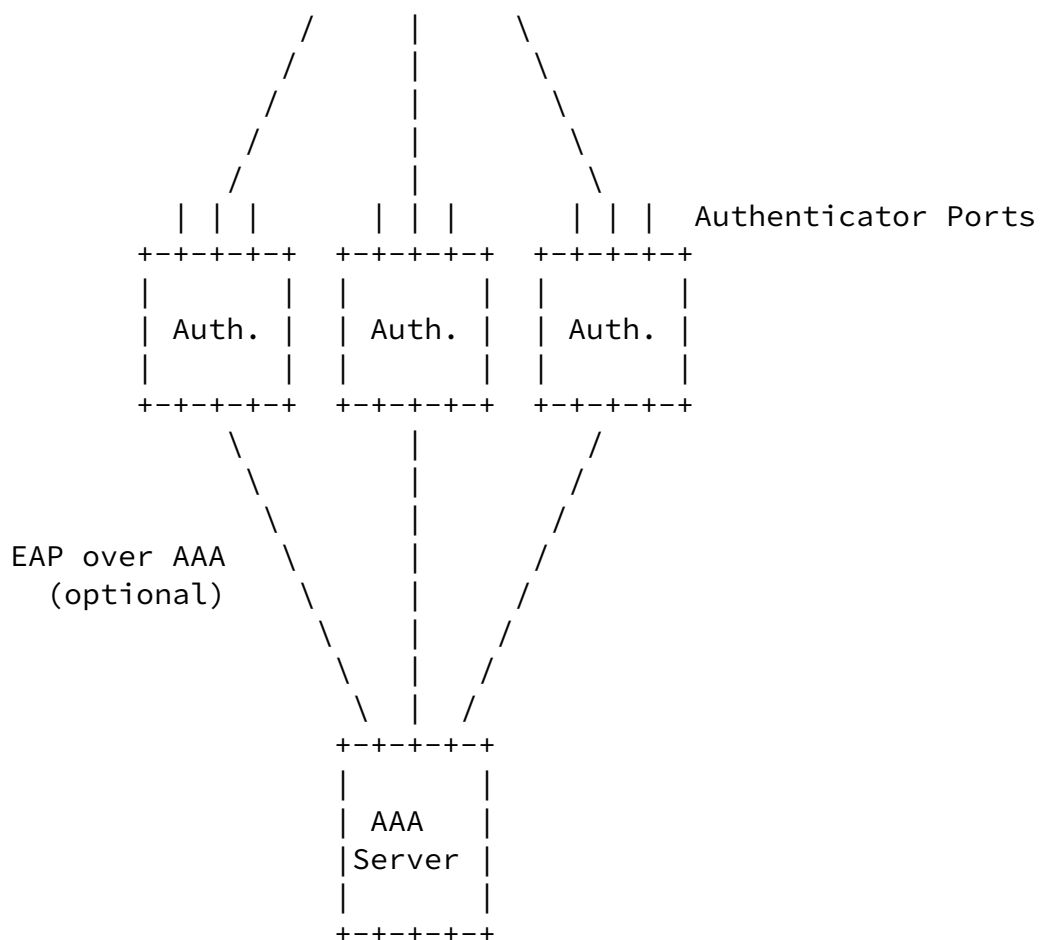 Authenticator Ports
Auth. Auth. Auth.
EAP over AAA
(optional)
AAA
Server